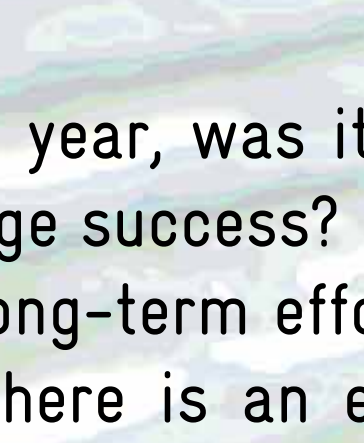 year, was it
ge success?
ong-term effo
here is an e